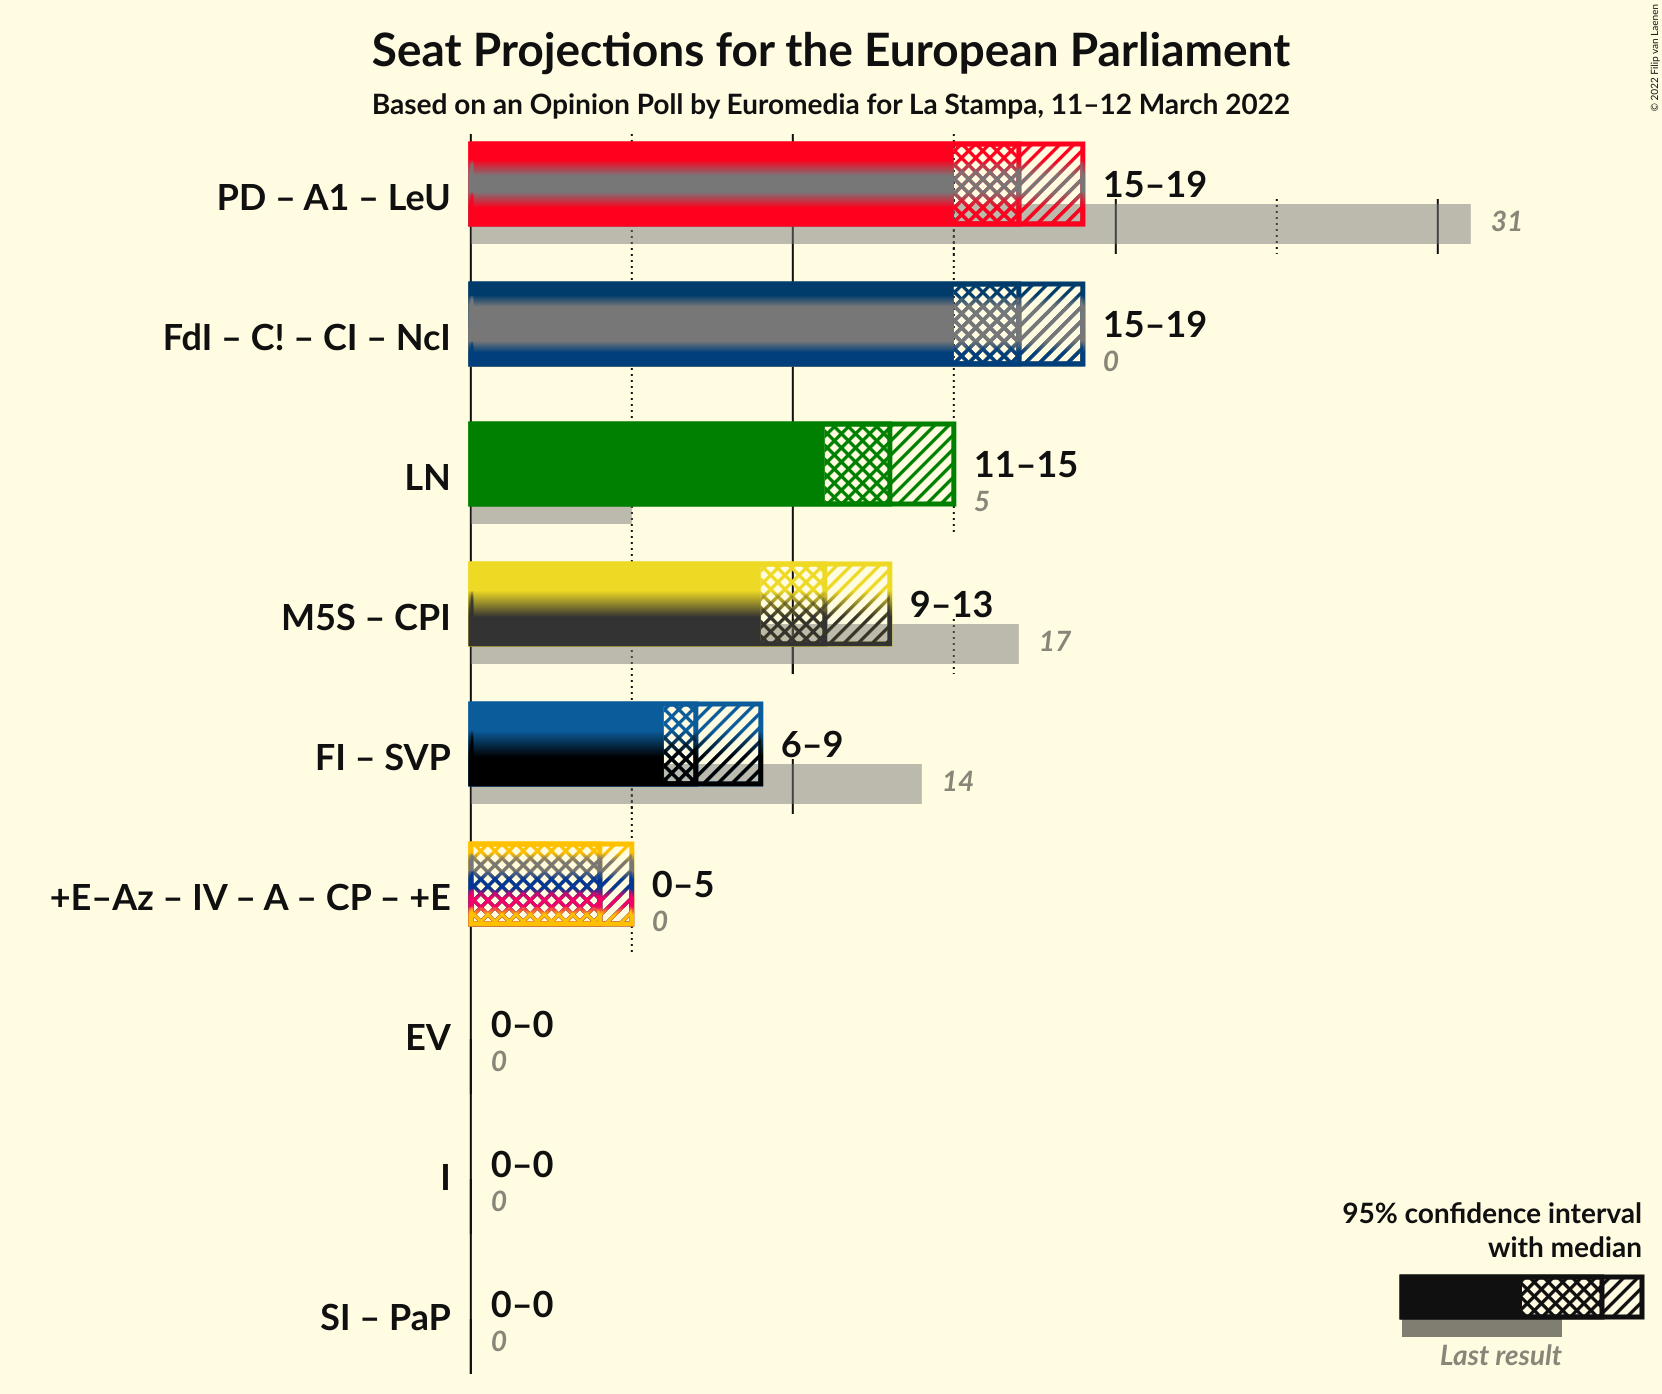 Seat Projections for the European Parliament
Based on an Opinion Poll by Euromedia for La Stampa, 11–12 March 2022
© 2022 Filip van Laenen
PD – A1 – LeU
15–19
31
FdI – C! – CI – NcI
15–19
0
LN
11–15
5
M5S – CPI
9–13
17
FI – SVP
6–9
14
+E–Az – IV – A – CP – +E
0–5
0
EV
0–0
0
I
0–0
0
SI – PaP
0–0
0
95% confidence interval
with median
Last result